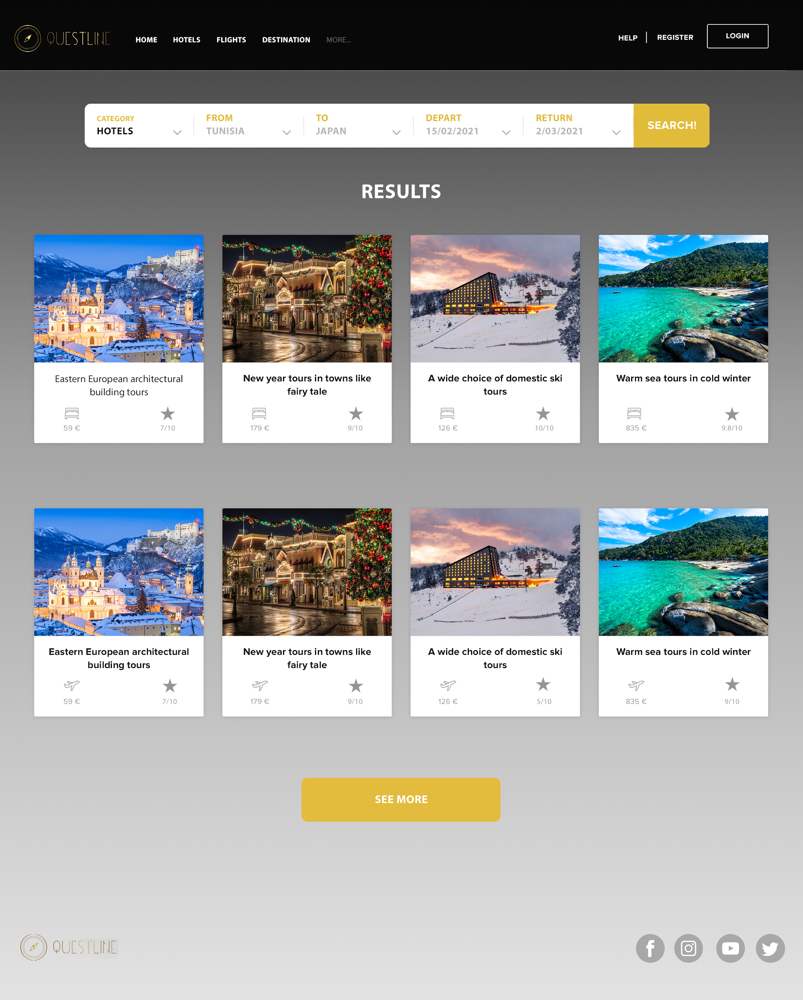 QUESTLINE
HOME HOTELS FLIGHTS DESTINATION MORE...
HELP REGISTER LOGIN
CATEGORY FROM TO DEPART RETURN
HOTELS TUNISIA JAPAN 15/02/2021 2/03/2021
SEARCH!
RESULTS
Eastern European architectural
building tours
59 € 7/10
New year tours in towns like
fairy tale
179 € 9/10
A wide choice of domestic ski
tours
126 € 10/10
Warm sea tours in cold winter
835 € 9.8/10
Eastern European architectural
building tours
59 € 7/10
New year tours in towns like
fairy tale
179 € 9/10
A wide choice of domestic ski
tours
126 € 5/10
Warm sea tours in cold winter
835 € 9/10
SEE MORE
QUESTLINE